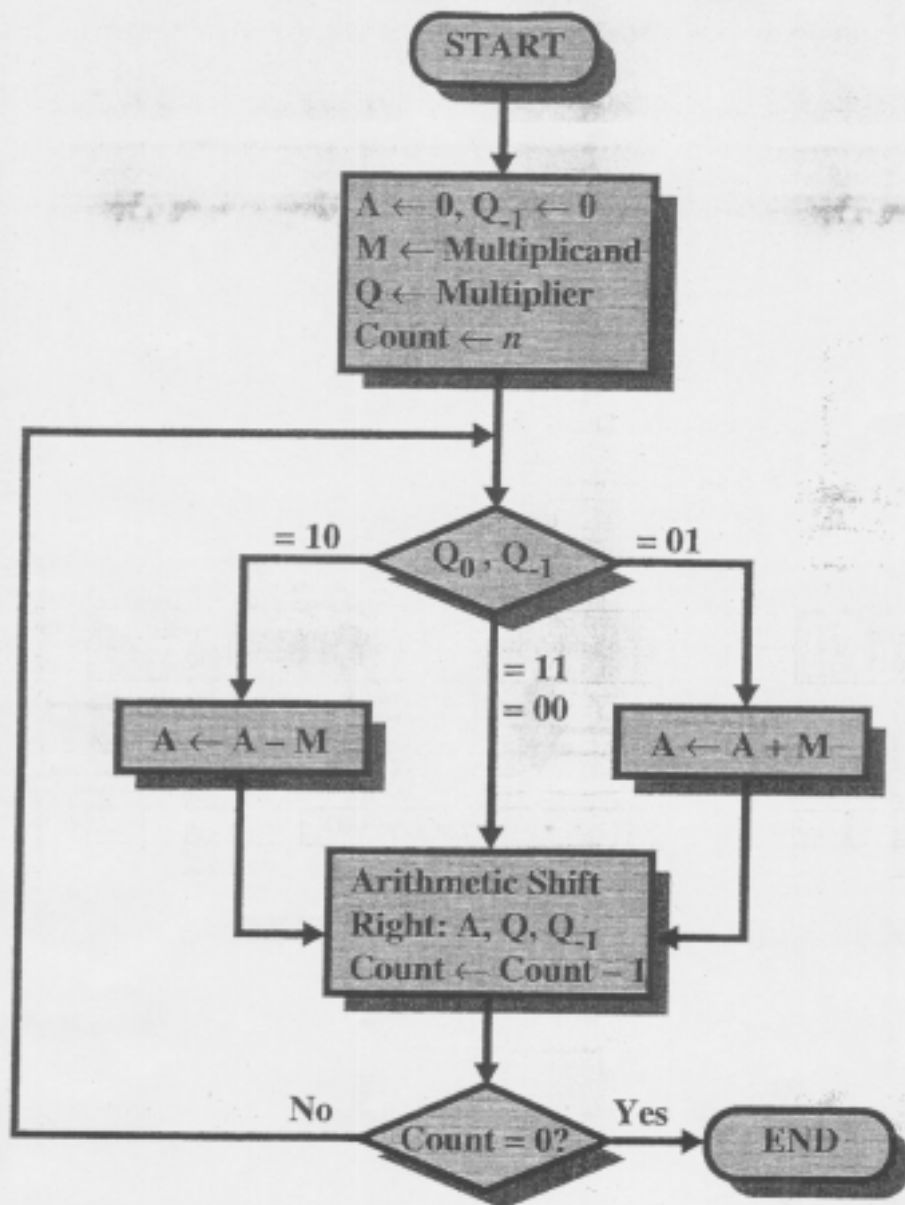 START
A ← 0, Q₋₁ ← 0
M ← Multiplicand
Q ← Multiplier
Count ← n
= 10
Q₀ , Q₋₁
= 01
= 11
= 00
A ← A – M
A ← A + M
Arithmetic Shift
Right: A, Q, Q₋₁
Count ← Count – 1
No
Count = 0?
Yes
END